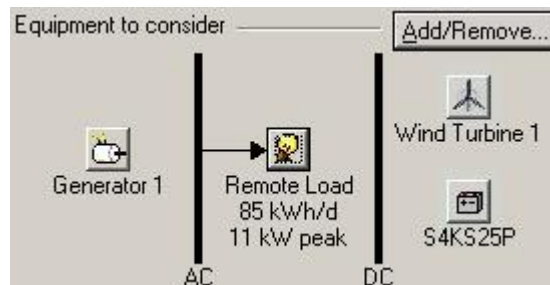 Equipment to consider
Add/Remove...
Generator 1
Remote Load
85 kWh/d
11 kW peak
Wind Turbine 1
S4KS25P
AC
DC